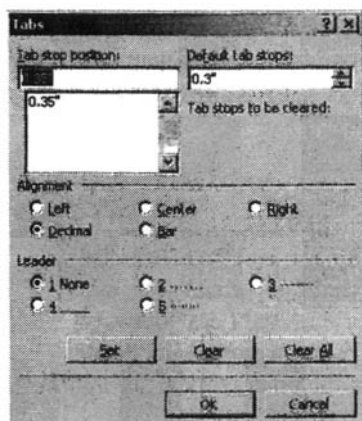 Tabs
Tab stop position: Default tab stops:
0.3"
0.35" Tab stops to be cleared:
Alignment
Left Center Right
Decimal Bar
Leader
1 None 2 ....... 3 -------
4 ____ 5 .......
Set Clear Clear All
OK Cancel